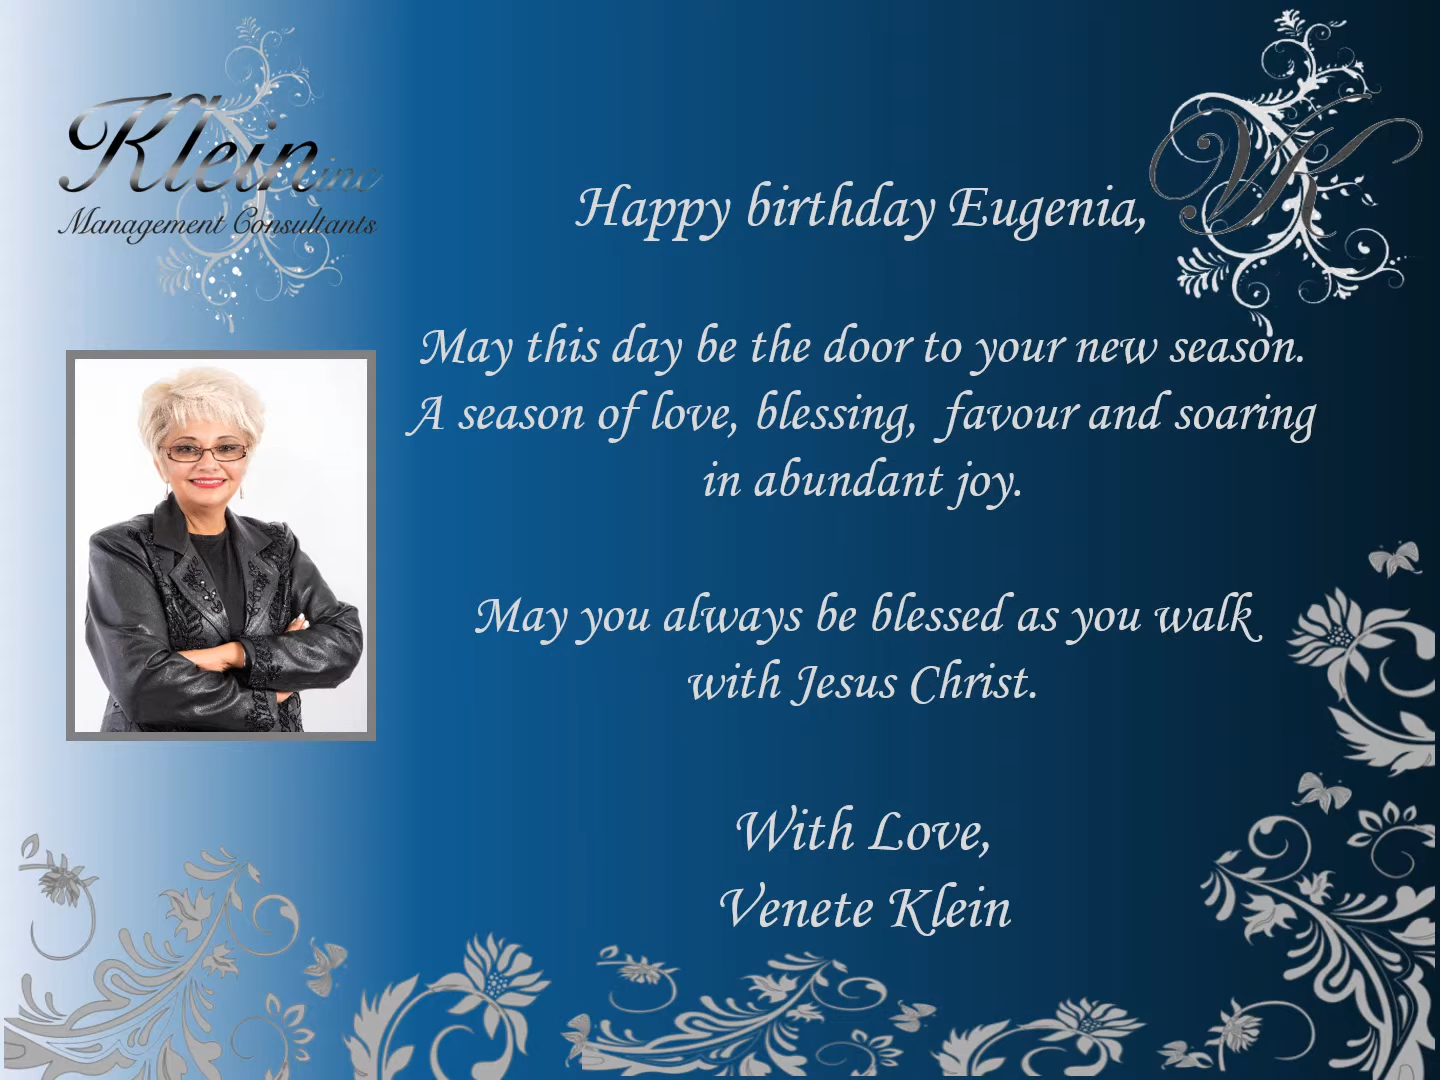 Klein inc
Management Consultants
VK
Happy birthday Eugenia,
May this day be the door to your new season.
A season of love, blessing, favour and soaring
in abundant joy.
May you always be blessed as you walk
with Jesus Christ.
With Love,
Venete Klein